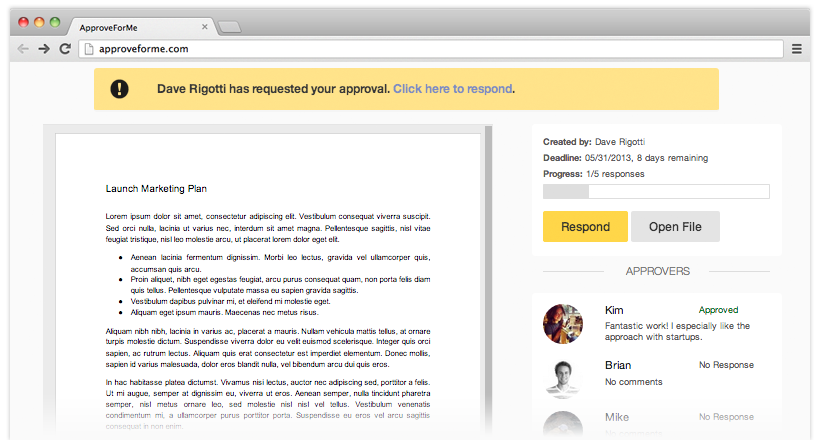 ApproveForMe
approveforme.com
Dave Rigotti has requested your approval. Click here to respond.
Launch Marketing Plan
Lorem ipsum dolor sit amet, consectetur adipiscing elit. Vestibulum consequat viverra suscipit.
Sed orci nulla, lacinia ut varius nec, interdum sit amet magna. Pellentesque sagittis, nisl vitae
feugiat tristique, nisl leo molestie arcu, ut placerat lorem dolor eget elit.
● Aenean lacinia fermentum dignissim. Morbi leo lectus, gravida vel ullamcorper quis,
accumsan quis arcu.
● Proin aliquet, nibh eget egestas feugiat, arcu purus consequat quam, non porta felis diam
quis tellus. Pellentesque vulputate massa eu sapien gravida sagittis.
● Vestibulum dapibus pulvinar mi, et eleifend mi molestie eget.
● Aliquam eget ipsum mauris. Maecenas nec metus risus.
Aliquam nibh nibh, lacinia in varius ac, placerat a mauris. Nullam vehicula mattis tellus, at ornare
turpis molestie dictum. Suspendisse viverra dolor eu velit euismod scelerisque. Integer quis orci
sapien, ac rutrum lectus. Aliquam quis erat consectetur est imperdiet elementum. Donec mollis,
sapien id varius malesuada, dolor eros blandit nulla, vel bibendum arcu dui quis eros.
In hac habitasse platea dictumst. Vivamus nisi lectus, auctor nec adipiscing sed, porttitor a felis.
Ut mi augue, semper at dignissim eu, viverra ut eros. Aenean semper, nulla tincidunt pharetra
semper, nisl metus ornare leo, sed molestie nisl nisl vel tellus. Vestibulum venenatis
condimentum mi, a ullamcorper purus porttitor porta. Suspendisse eu eros vel arcu sagittis
consequat in non enim.
Created by: Dave Rigotti
Deadline: 05/31/2013, 8 days remaining
Progress: 1/5 responses
Respond
Open File
APPROVERS
Kim Approved
Fantastic work! I especially like the
approach with startups.
Brian No Response
No comments
Mike No Response
No comments